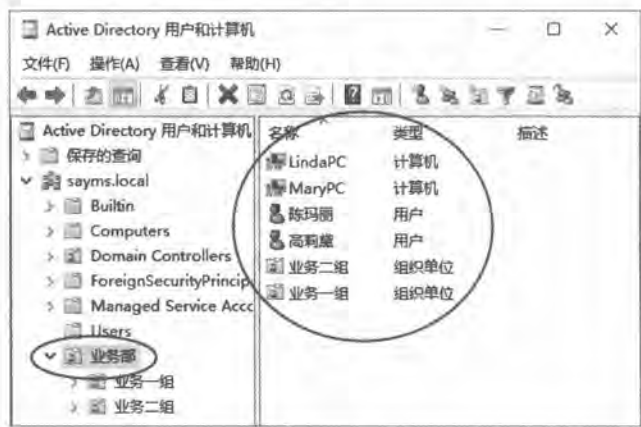 Active Directory 用户和计算机
文件(F) 操作(A) 查看(V) 帮助(H)
Active Directory 用户和计算机
保存的查询
sayms.local
Builtin
Computers
Domain Controllers
ForeignSecurityPrincip
Managed Service Acco
Users
业务部
业务一组
业务二组
名称 类型 描述
LindaPC 计算机
MaryPC 计算机
陈玛丽 用户
高莉黛 用户
业务二组 组织单位
业务一组 组织单位